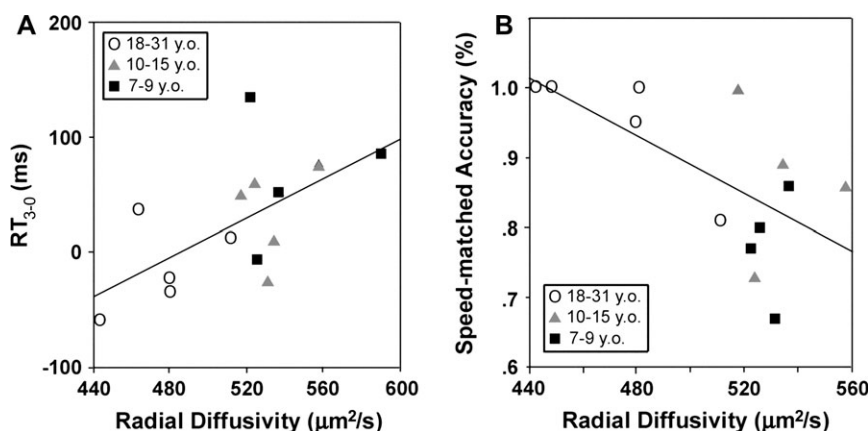 A
200
100
0
-100
RT3-0 (ms)
18-31 y.o.
10-15 y.o.
7-9 y.o.
440 480 520 560 600
Radial Diffusivity (μm²/s)
B
1.0
.9
.8
.7
.6
Speed-matched Accuracy (%)
18-31 y.o.
10-15 y.o.
7-9 y.o.
440 480 520 560
Radial Diffusivity (μm²/s)